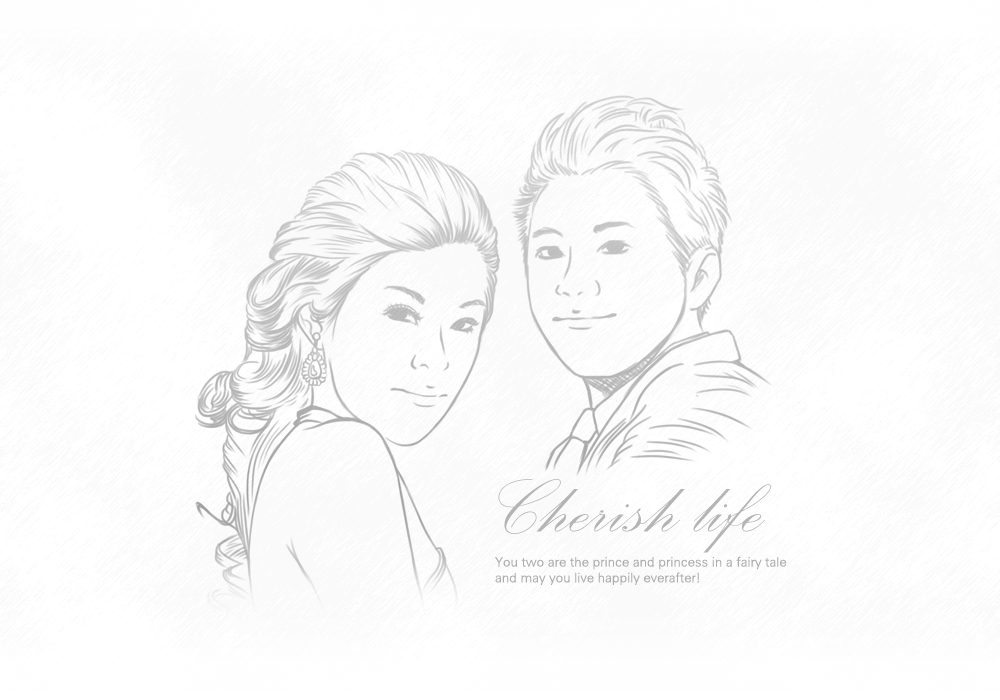 Cherish life
You two are the prince and princess in a fairy tale
and may you live happily everafter!